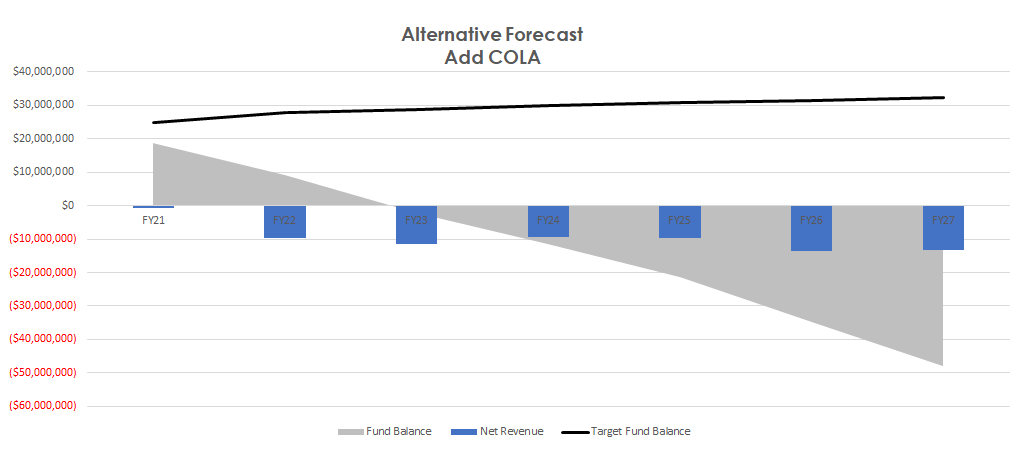 Alternative Forecast
Add COLA
$40,000,000
$30,000,000
$20,000,000
$10,000,000
$0
($10,000,000)
($20,000,000)
($30,000,000)
($40,000,000)
($50,000,000)
($60,000,000)
FY21 FY22 FY23 FY24 FY25 FY26 FY27
Fund Balance Net Revenue Target Fund Balance